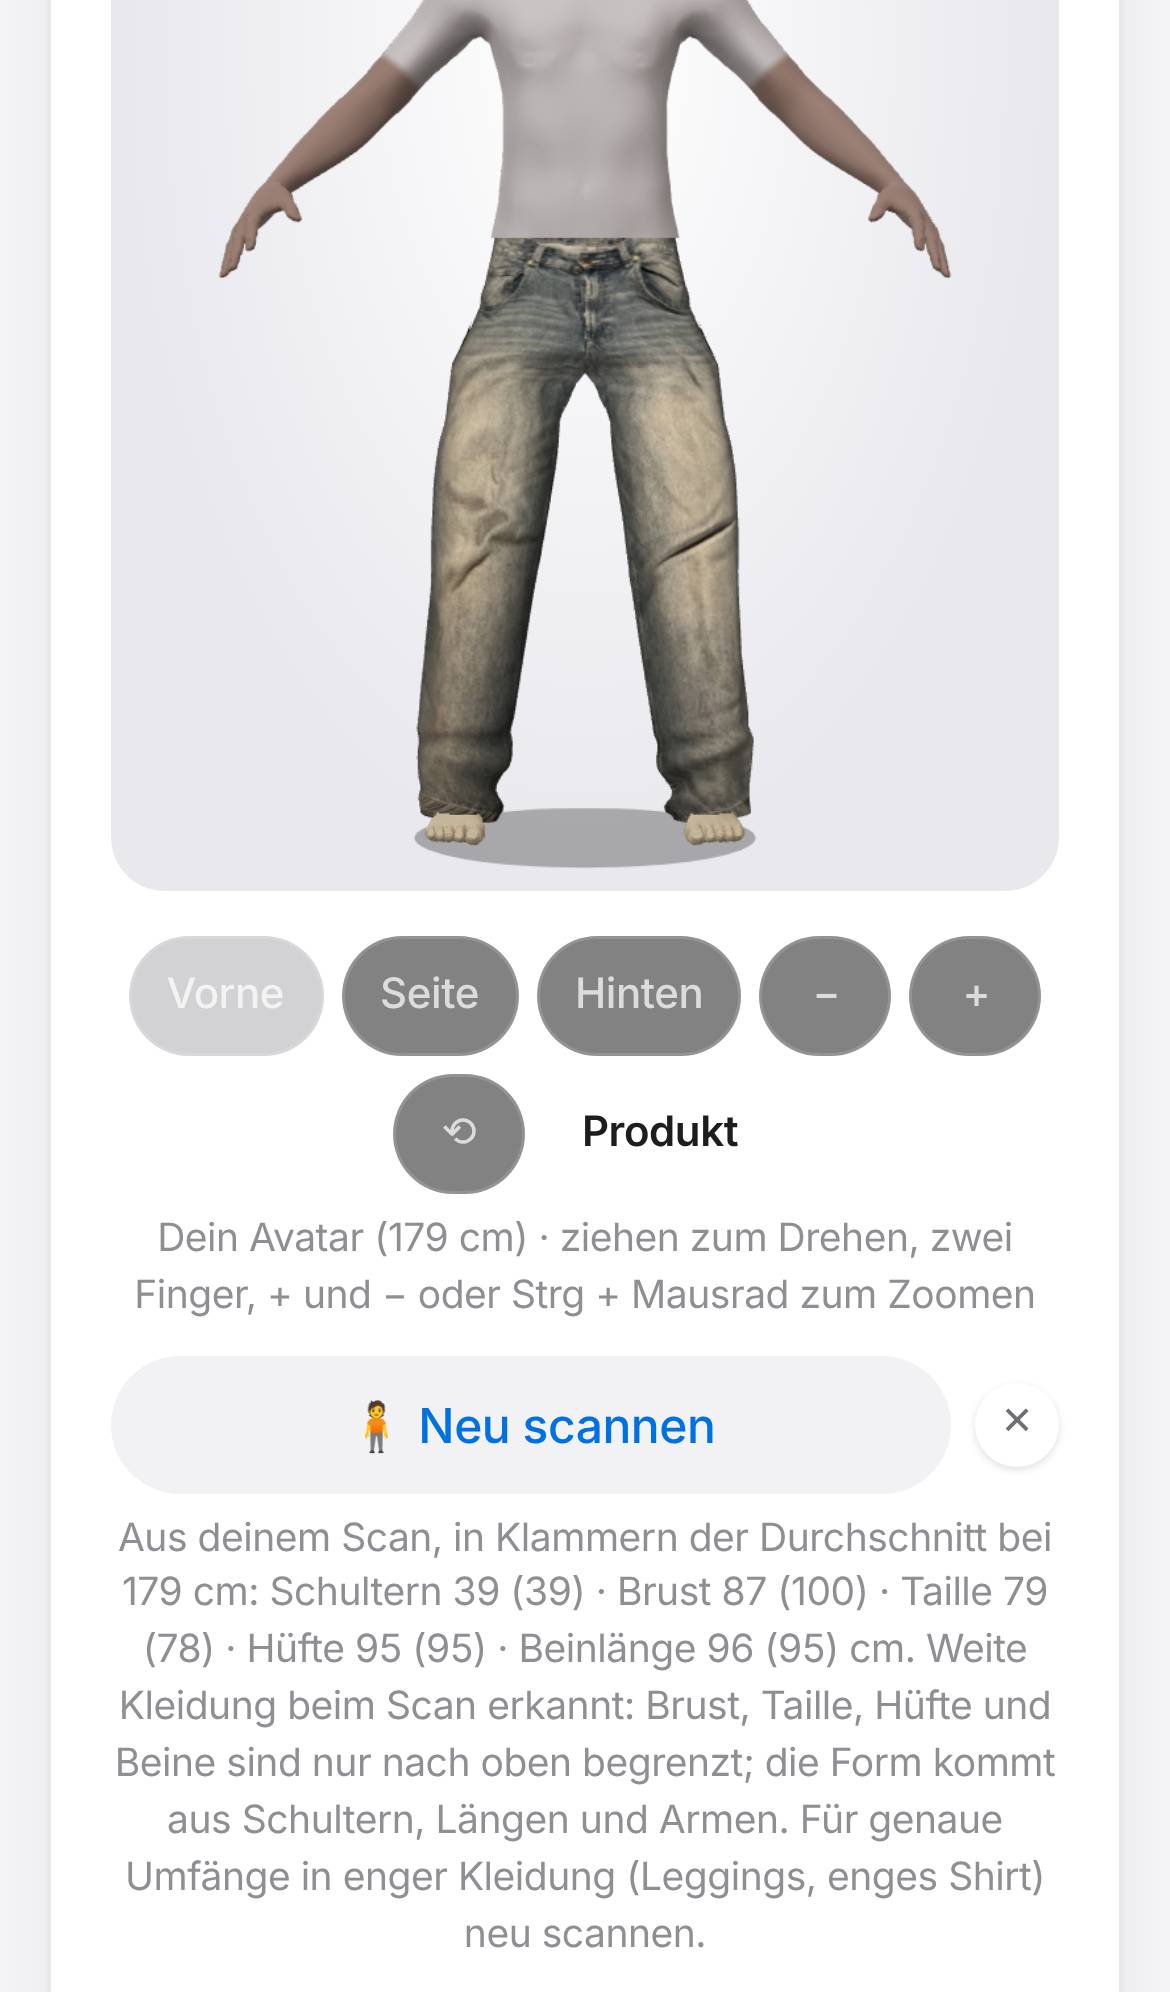 Vorne
Seite
Hinten
−
+
⟲
Produkt
Dein Avatar (179 cm) · ziehen zum Drehen, zwei
Finger, + und − oder Strg + Mausrad zum Zoomen
🧍 Neu scannen
×
Aus deinem Scan, in Klammern der Durchschnitt bei
179 cm: Schultern 39 (39) · Brust 87 (100) · Taille 79
(78) · Hüfte 95 (95) · Beinlänge 96 (95) cm. Weite
Kleidung beim Scan erkannt: Brust, Taille, Hüfte und
Beine sind nur nach oben begrenzt; die Form kommt
aus Schultern, Längen und Armen. Für genaue
Umfänge in enger Kleidung (Leggings, enges Shirt)
neu scannen.